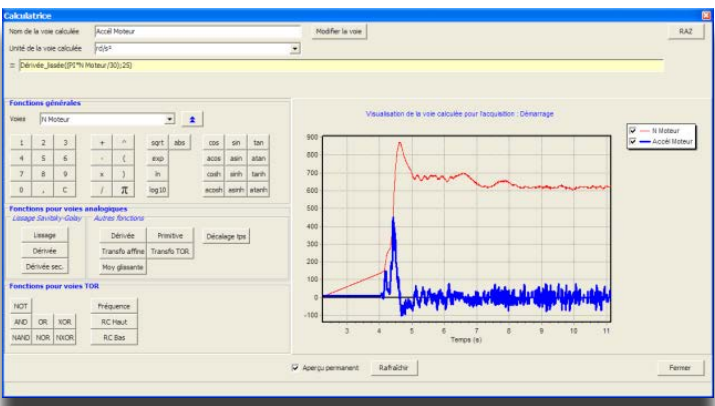 Calculatrice
Nom de la voie calculée Accél Moteur Modifier la voie RAZ
Unité de la voie calculée rd/s²
= Dérivée_lissée((PI*N Moteur/30);25)
Fonctions générales
Voies N Moteur
1 2 3 + ^ sqrt abs cos sin tan
4 5 6 - ( exp acos asin atan
7 8 9 x ) ln cosh sinh tanh
0 , C / π log10 acosh asinh atanh
Fonctions pour voies analogiques
Lissage Savitsky-Golay Autres fonctions
Lissage Dérivée Primitive Décalage tps
Dérivée Transfo affine Transfo TOR
Dérivée sec. Moy glissante
Fonctions pour voies TOR
NOT Fréquence
AND OR XOR RC Haut
NAND NOR NXOR RC Bas
Visualisation de la voie calculée pour l'acquisition : Démarrage
N Moteur
Accél Moteur
900
800
700
600
500
400
300
200
100
0
-100
3 4 5 6 7 8 9 10 11
Temps (s)
Aperçu permanent Rafraîchir Fermer